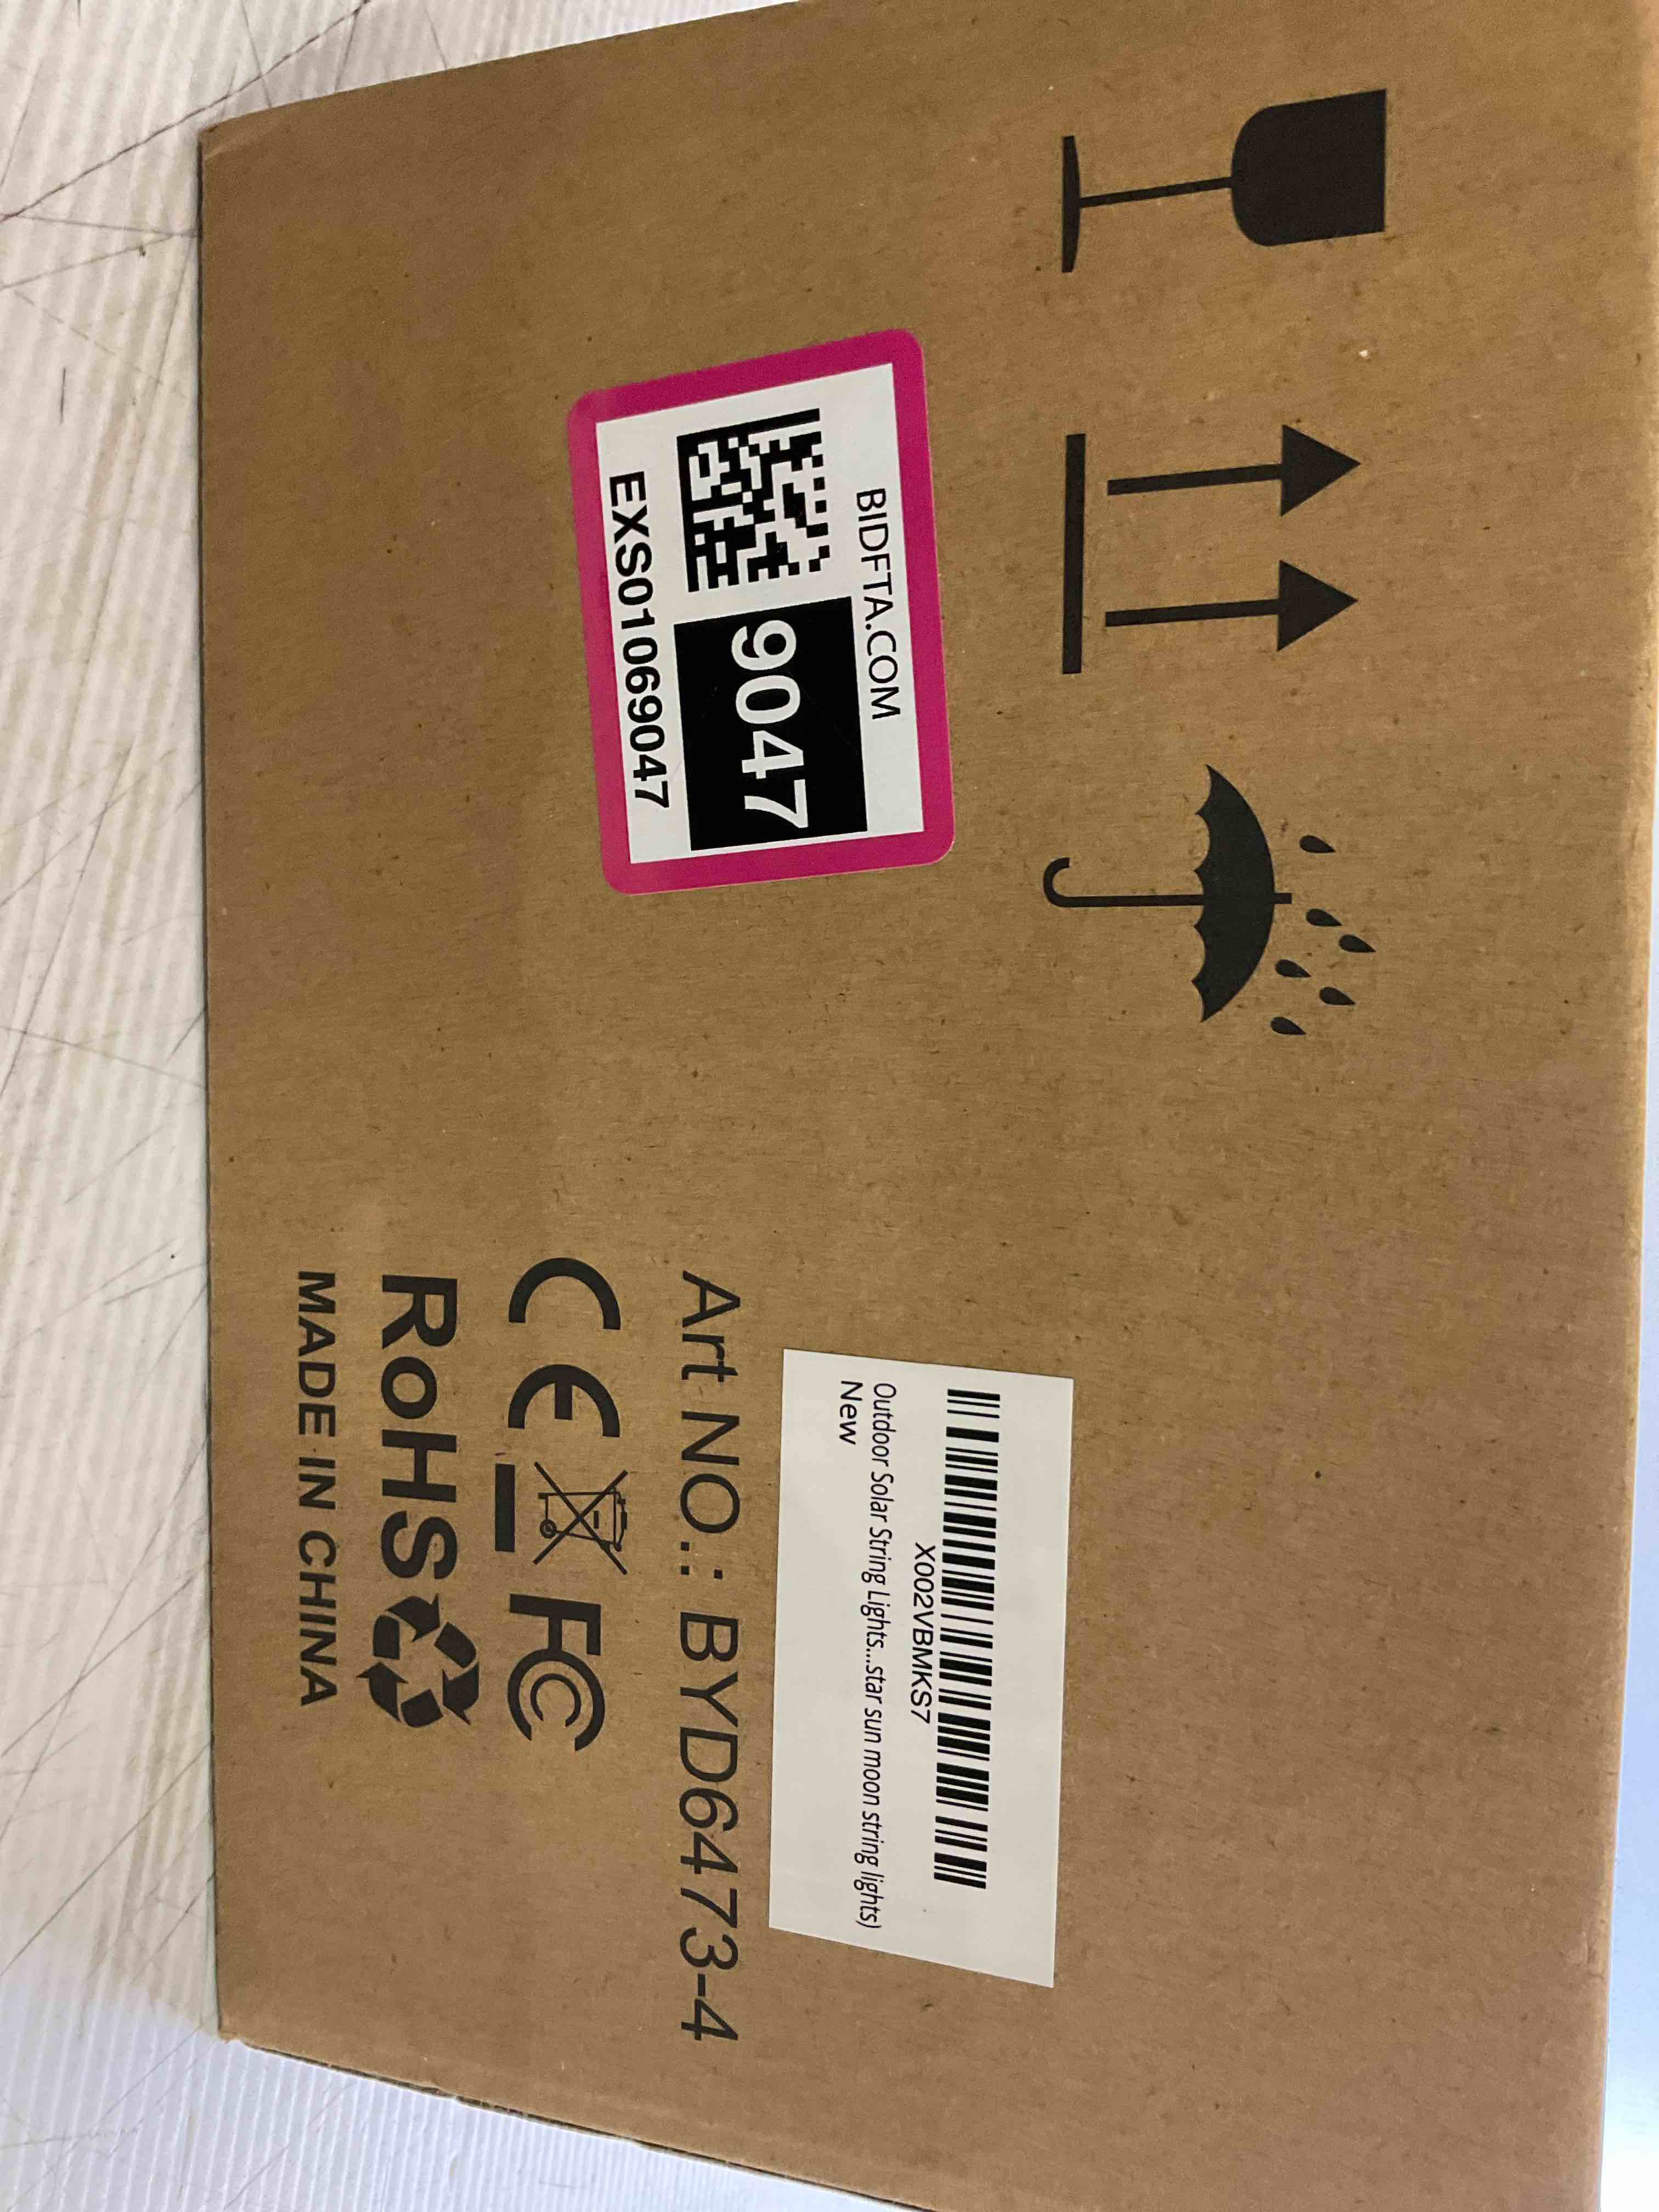 BIDFTA.COM
9047
EXS01069047
X002VBMKS7
Outdoor Solar String Lights...star sun moon string lights)
New
Art NO.: BYD6473-4
CE FC
RoHS
MADE IN CHINA